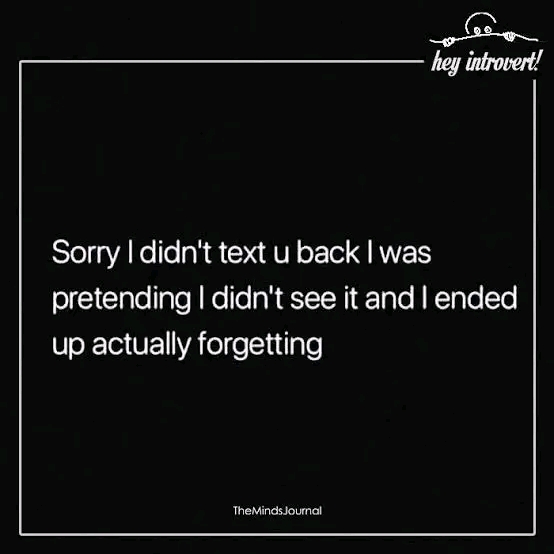 hey introvert!
Sorry I didn't text u back I was
pretending I didn't see it and I ended
up actually forgetting
TheMindsJournal